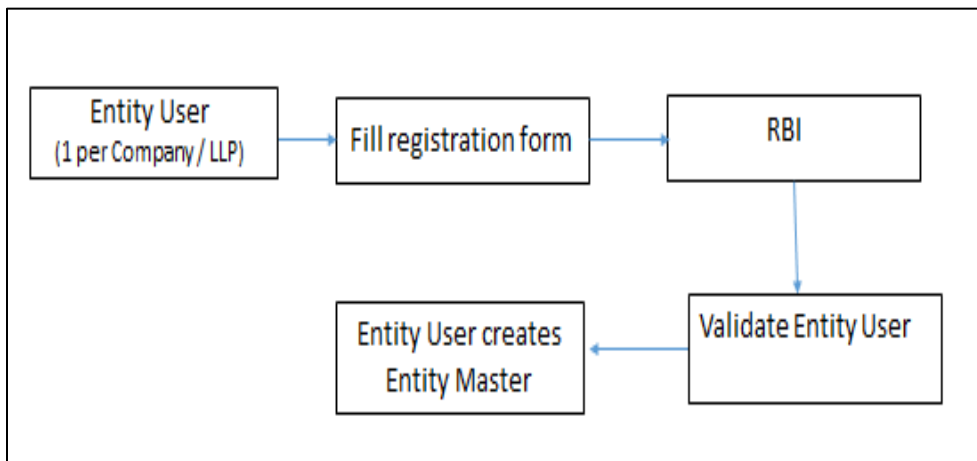 Entity User
(1 per Company / LLP)
Fill registration form
RBI
Validate Entity User
Entity User creates
Entity Master